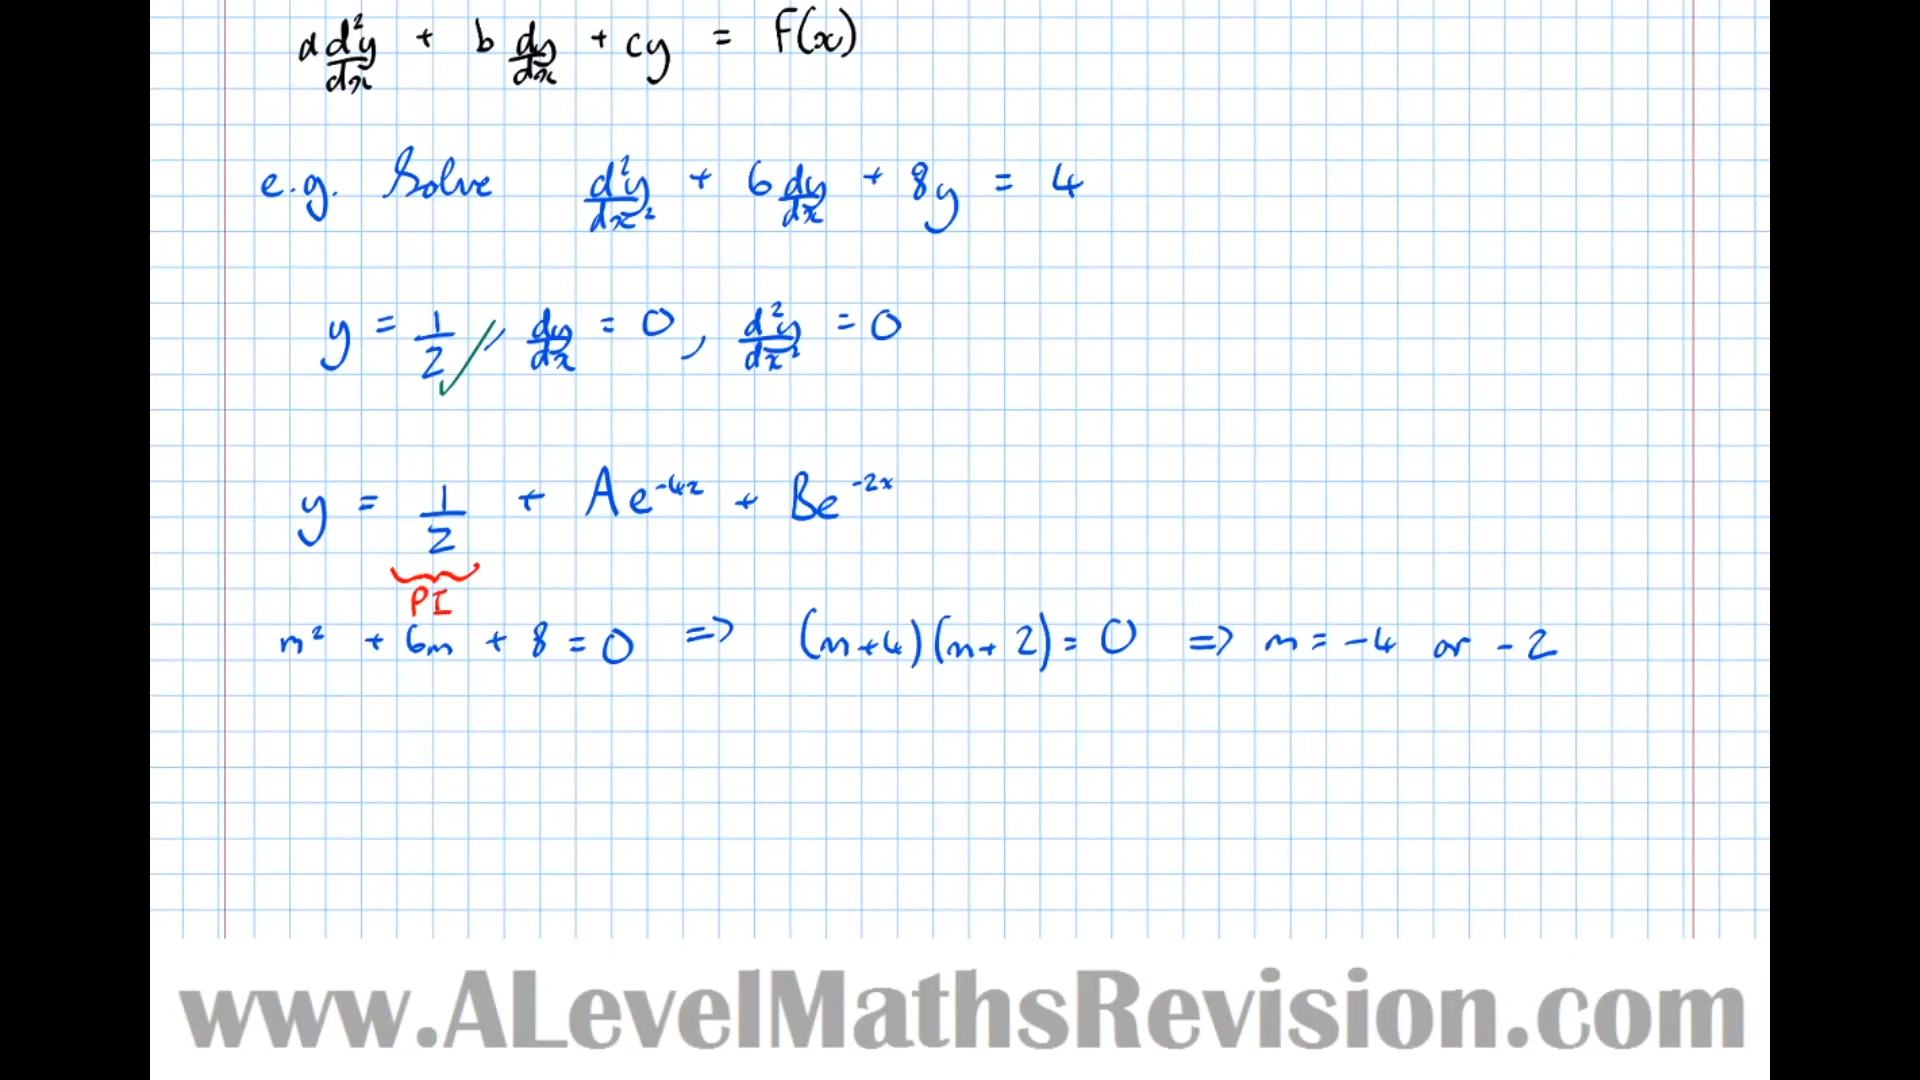 a d²y/dx + b dy/dx + cy = F(x)
e.g. Solve d²y/dx² + 6 dy/dx + 8y = 4
y = 1/2 ✓, dy/dx = 0, d²y/dx² = 0
y = 1/2 + Ae^-4x + Be^-2x
PI
m² + 6m + 8 = 0 => (m+4)(m+2) = 0 => m = -4 or -2
www.ALevelMathsRevision.com